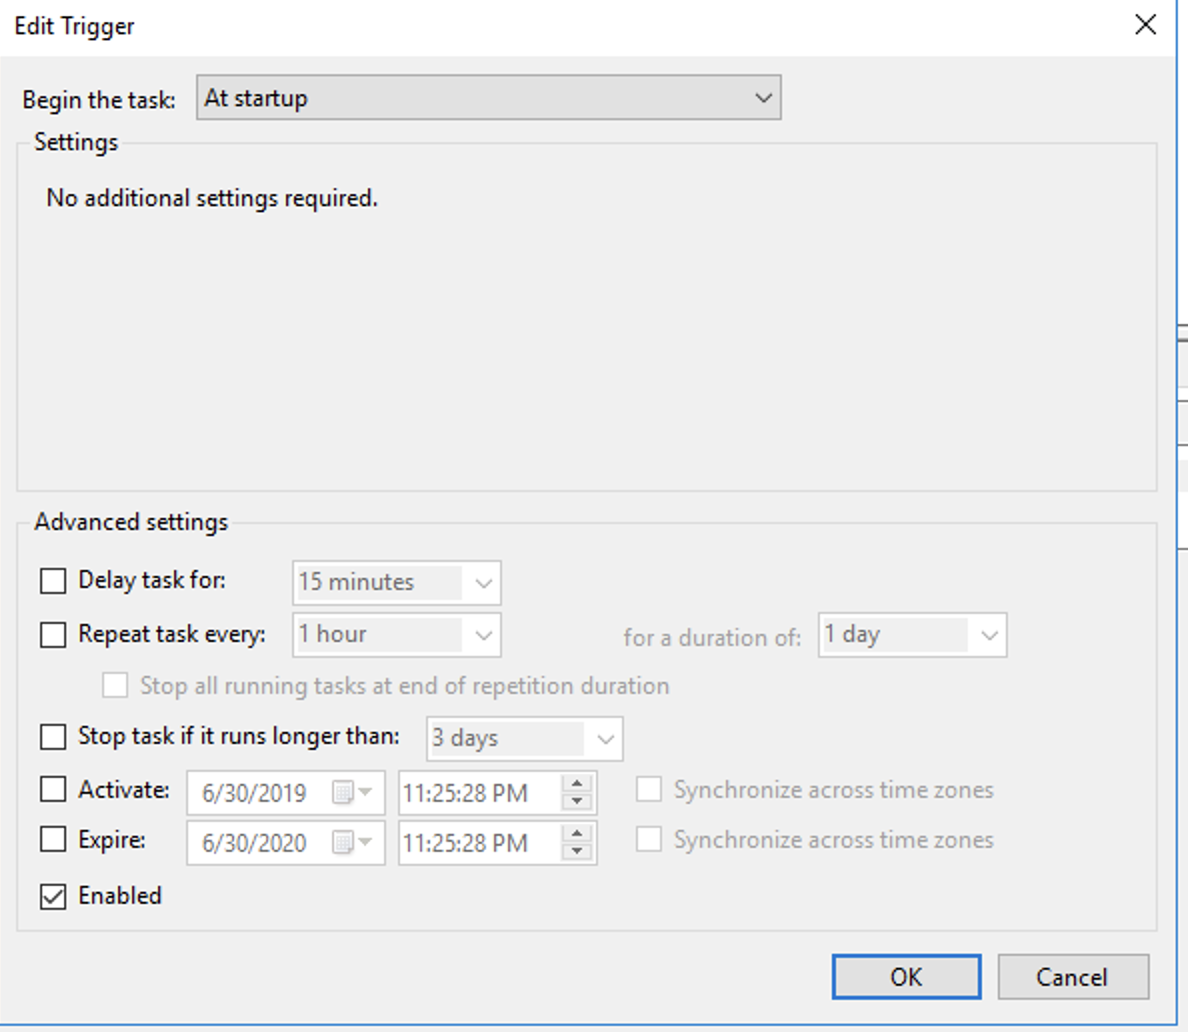 Edit Trigger
Begin the task: At startup
Settings
No additional settings required.
Advanced settings
Delay task for: 15 minutes
Repeat task every: 1 hour for a duration of: 1 day
Stop all running tasks at end of repetition duration
Stop task if it runs longer than: 3 days
Activate: 6/30/2019 11:25:28 PM Synchronize across time zones
Expire: 6/30/2020 11:25:28 PM Synchronize across time zones
Enabled
OK Cancel